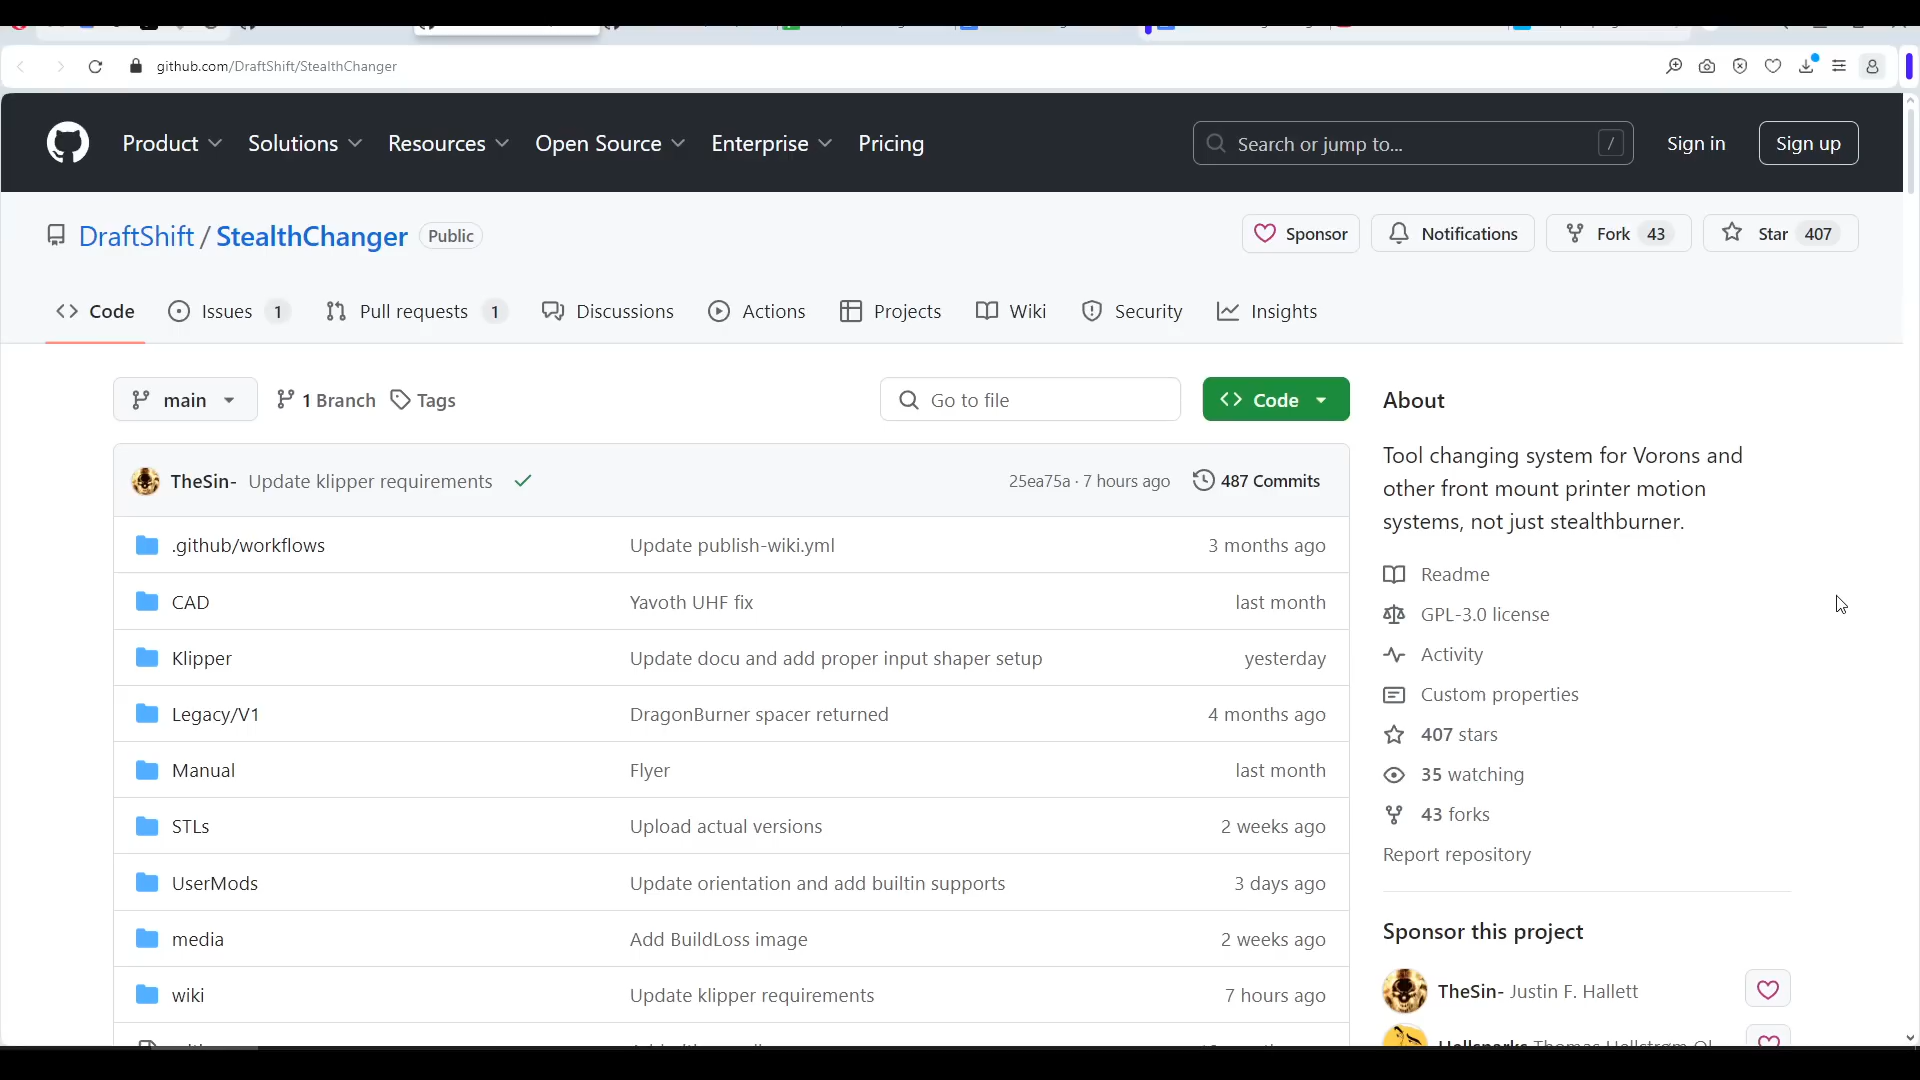 github.com/DraftShift/StealthChanger
Product Solutions Resources Open Source Enterprise Pricing Search or jump to... / Sign in Sign up
DraftShift / StealthChanger Public Sponsor Notifications Fork 43 Star 407
Code Issues 1 Pull requests 1 Discussions Actions Projects Wiki Security Insights
main 1 Branch Tags Go to file Code
TheSin- Update klipper requirements 25ea75a · 7 hours ago 487 Commits
.github/workflows Update publish-wiki.yml 3 months ago
CAD Yavoth UHF fix last month
Klipper Update docu and add proper input shaper setup yesterday
Legacy/V1 DragonBurner spacer returned 4 months ago
Manual Flyer last month
STLs Upload actual versions 2 weeks ago
UserMods Update orientation and add builtin supports 3 days ago
media Add BuildLoss image 2 weeks ago
wiki Update klipper requirements 7 hours ago
About
Tool changing system for Vorons and
other front mount printer motion
systems, not just stealthburner.
Readme
GPL-3.0 license
Activity
Custom properties
407 stars
35 watching
43 forks
Report repository
Sponsor this project
TheSin- Justin F. Hallett